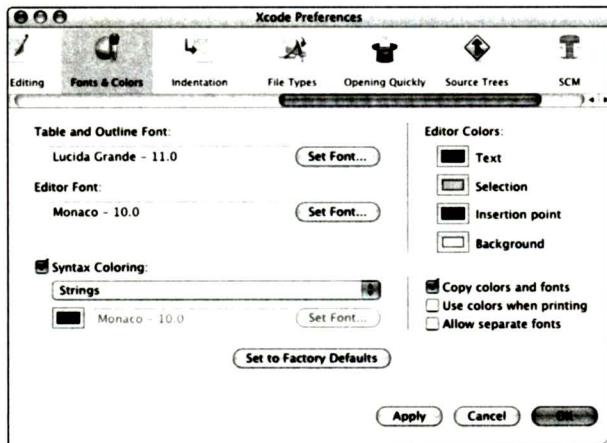 Xcode Preferences
Editing Fonts & Colors Indentation File Types Opening Quickly Source Trees SCM
Table and Outline Font:
Lucida Grande - 11.0 Set Font...
Editor Font:
Monaco - 10.0 Set Font...
Syntax Coloring:
Strings
Monaco - 10.0 Set Font...
Editor Colors:
Text
Selection
Insertion point
Background
Copy colors and fonts
Use colors when printing
Allow separate fonts
Set to Factory Defaults
Apply Cancel OK